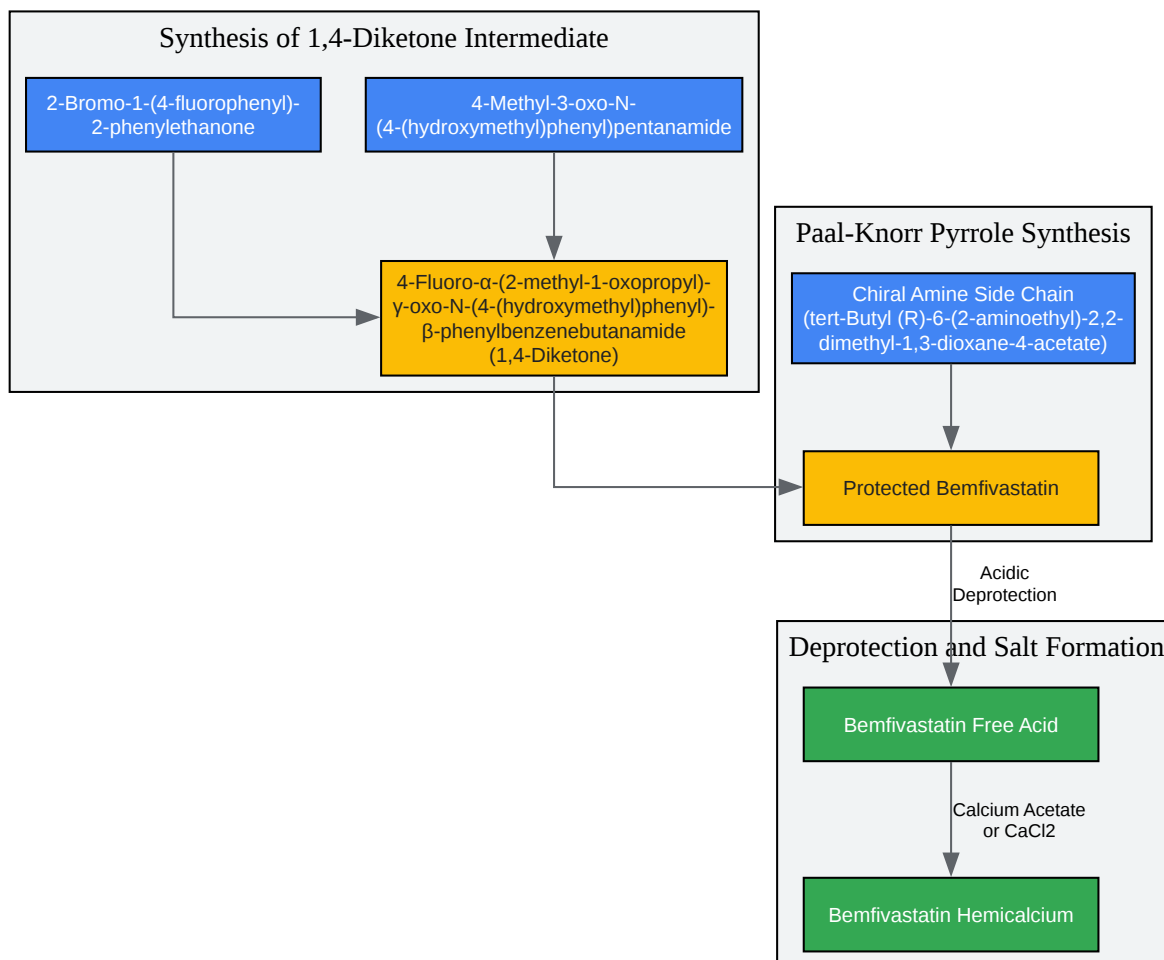 Synthesis of 1,4-Diketone Intermediate
2-Bromo-1-(4-fluorophenyl)-
2-phenylethanone
4-Methyl-3-oxo-N-
(4-(hydroxymethyl)phenyl)pentanamide
4-Fluoro-α-(2-methyl-1-oxopropyl)-
γ-oxo-N-(4-(hydroxymethyl)phenyl)-
β-phenylbenzenebutanamide
(1,4-Diketone)
Paal-Knorr Pyrrole Synthesis
Chiral Amine Side Chain
(tert-Butyl (R)-6-(2-aminoethyl)-2,2-
dimethyl-1,3-dioxane-4-acetate)
Protected Bemfivastatin
Acidic
Deprotection
Deprotection and Salt Formation
Bemfivastatin Free Acid
Calcium Acetate
or CaCl2
Bemfivastatin Hemicalcium